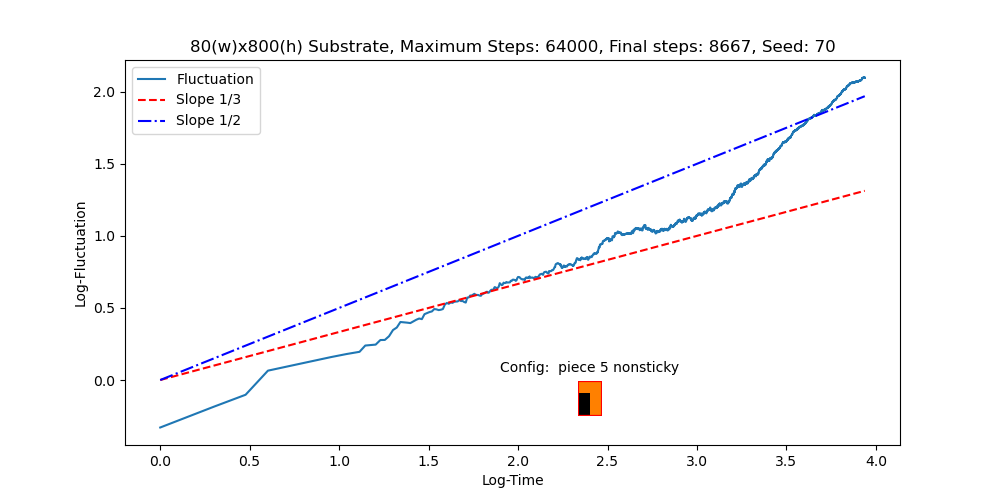 80(w)x800(h) Substrate, Maximum Steps: 64000, Final steps: 8667, Seed: 70
Fluctuation
Slope 1/3
Slope 1/2
Log-Fluctuation
2.0
1.5
1.0
0.5
0.0
Config:  piece 5 nonsticky
0.0 0.5 1.0 1.5 2.0 2.5 3.0 3.5 4.0
Log-Time